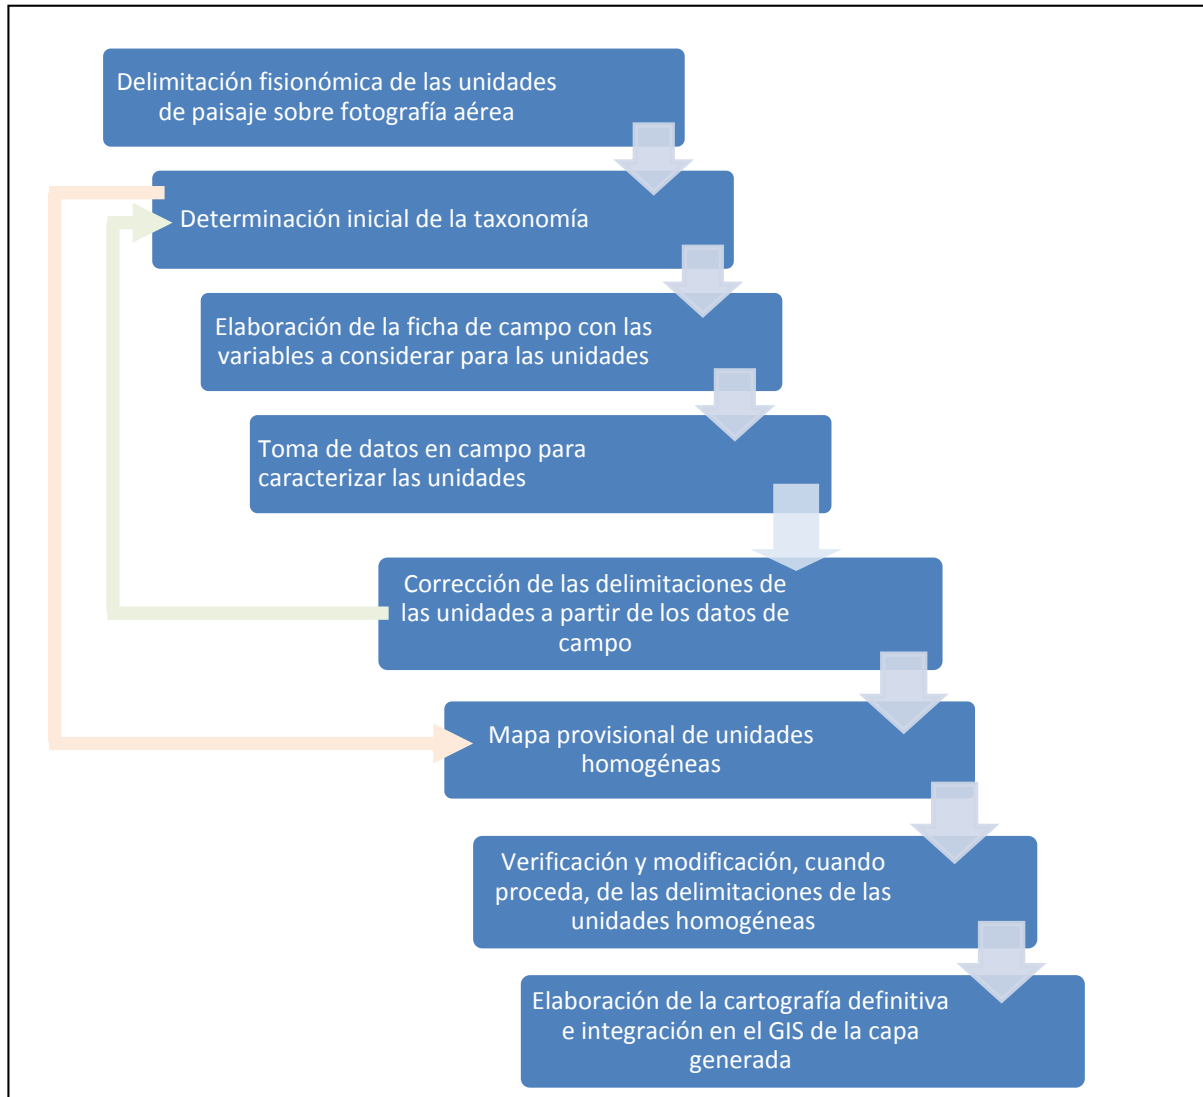 Delimitación fisionómica de las unidades
de paisaje sobre fotografía aérea
Determinación inicial de la taxonomía
Elaboración de la ficha de campo con las
variables a considerar para las unidades
Toma de datos en campo para
caracterizar las unidades
Corrección de las delimitaciones de
las unidades a partir de los datos de
campo
Mapa provisional de unidades
homogéneas
Verificación y modificación, cuando
proceda, de las delimitaciones de las
unidades homogéneas
Elaboración de la cartografía definitiva
e integración en el GIS de la capa
generada